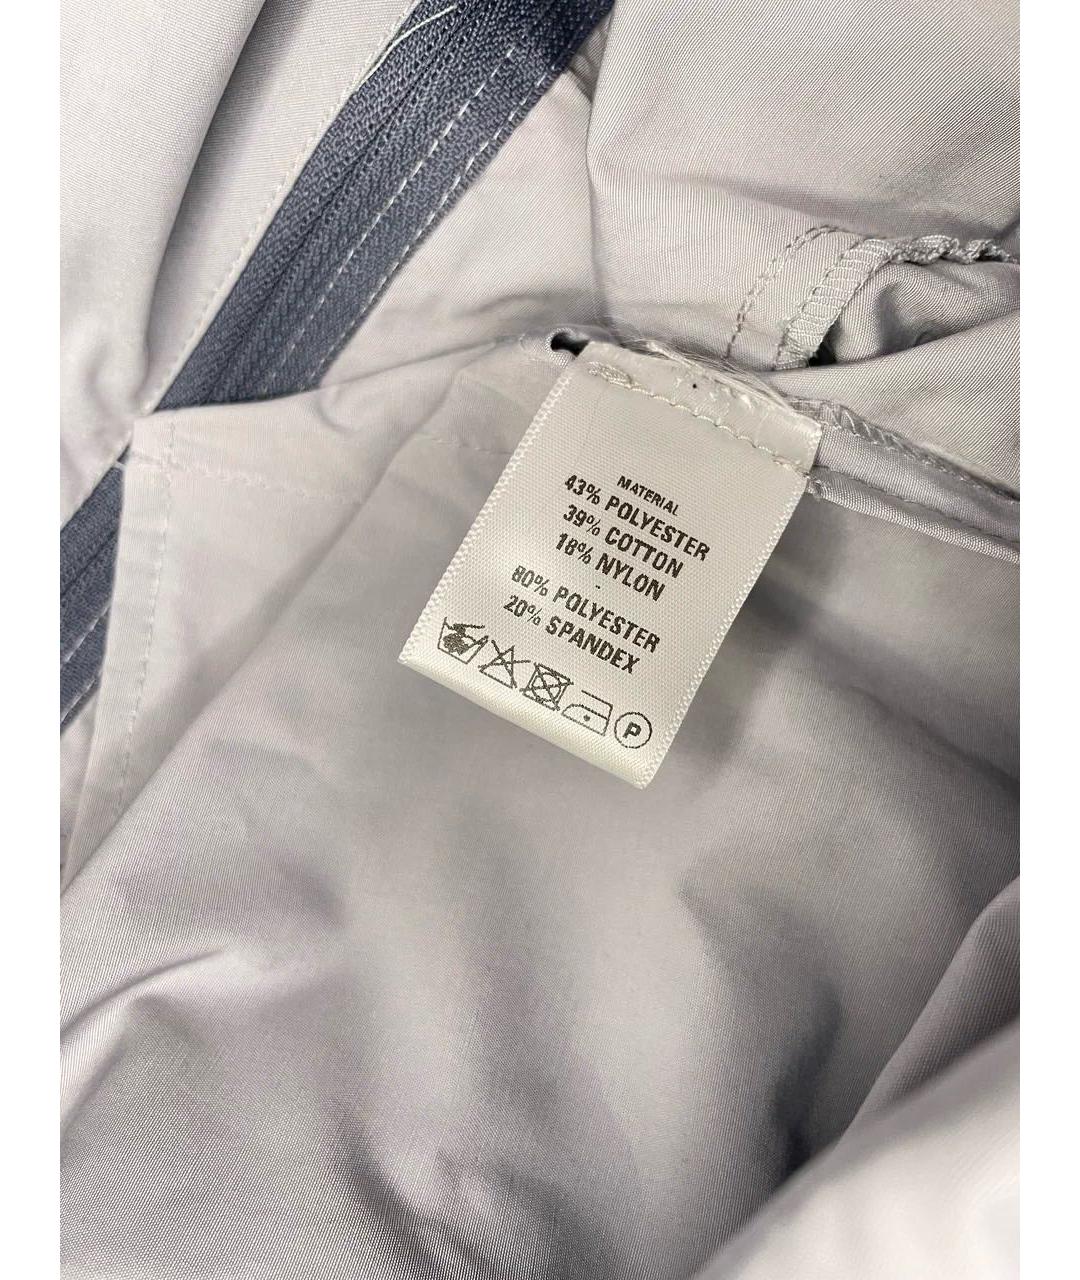 MATERIAL
43% POLYESTER
39% COTTON
18% NYLON
80% POLYESTER
20% SPANDEX
P